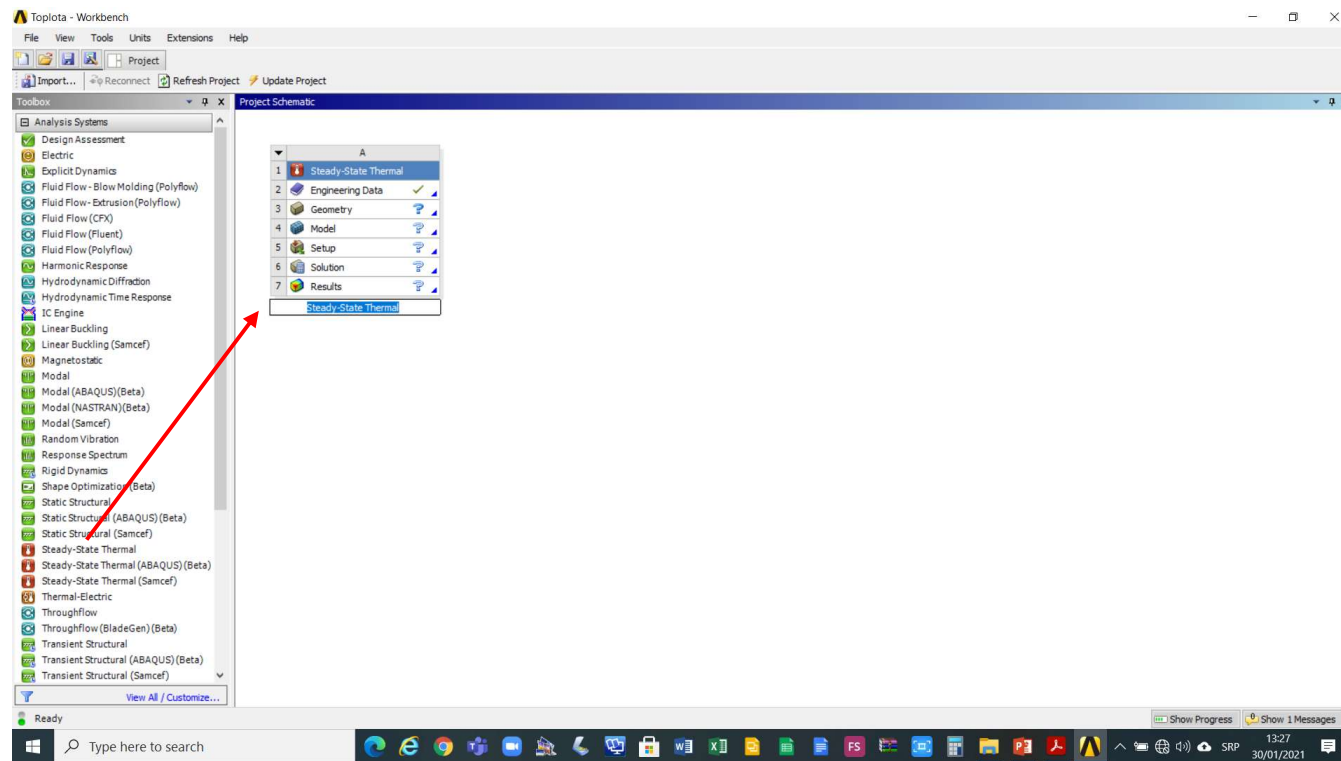 Toplota - Workbench
File View Tools Units Extensions Help
Project
Import... Reconnect Refresh Project Update Project
Toolbox
Project Schematic
Analysis Systems
Design Assessment
Electric
Explicit Dynamics
Fluid Flow - Blow Molding (Polyflow)
Fluid Flow - Extrusion (Polyflow)
Fluid Flow (CFX)
Fluid Flow (Fluent)
Fluid Flow (Polyflow)
Harmonic Response
Hydrodynamic Diffraction
Hydrodynamic Time Response
IC Engine
Linear Buckling
Linear Buckling (Samcef)
Magnetostatic
Modal
Modal (ABAQUS) (Beta)
Modal (NASTRAN) (Beta)
Modal (Samcef)
Random Vibration
Response Spectrum
Rigid Dynamics
Shape Optimization (Beta)
Static Structural
Static Structural (ABAQUS) (Beta)
Static Structural (Samcef)
Steady-State Thermal
Steady-State Thermal (ABAQUS) (Beta)
Steady-State Thermal (Samcef)
Thermal-Electric
Throughflow
Throughflow (BladeGen) (Beta)
Transient Structural
Transient Structural (ABAQUS) (Beta)
Transient Structural (Samcef)
View All / Customize...
A
1 Steady-State Thermal
2 Engineering Data
3 Geometry
4 Model
5 Setup
6 Solution
7 Results
Steady-State Thermal
Ready
Show Progress Show 1 Messages
Type here to search
FS
SRP
13:27
30/01/2021